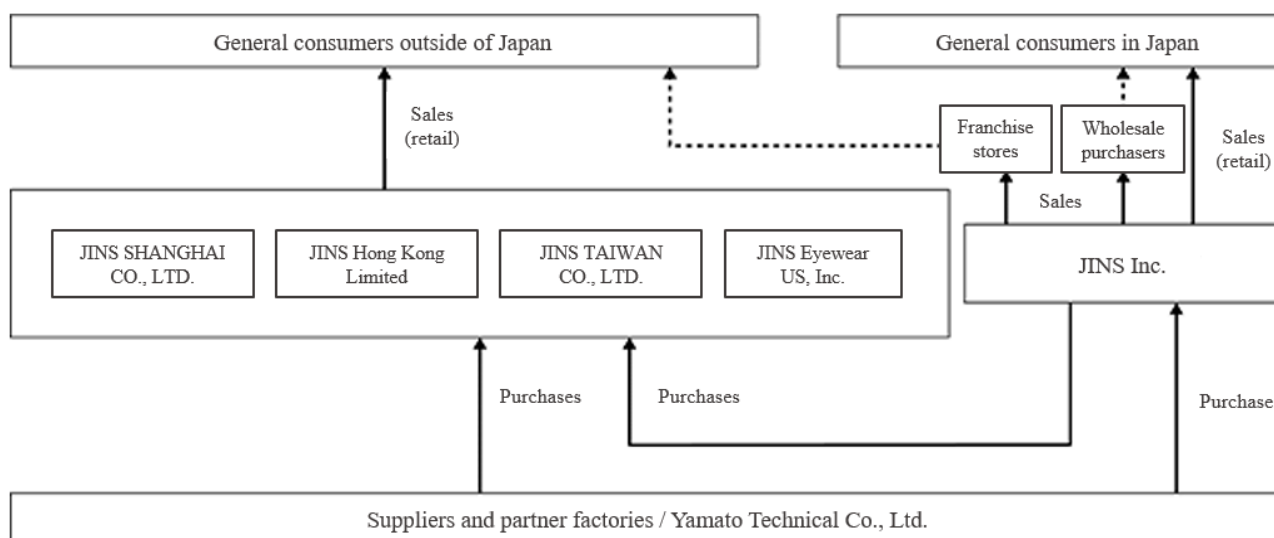 General consumers outside of Japan
General consumers in Japan
Sales
(retail)
Franchise
stores
Wholesale
purchasers
Sales
(retail)
Sales
JINS SHANGHAI
CO., LTD.
JINS Hong Kong
Limited
JINS TAIWAN
CO., LTD.
JINS Eyewear
US, Inc.
JINS Inc.
Purchases
Purchases
Purchase
Suppliers and partner factories / Yamato Technical Co., Ltd.